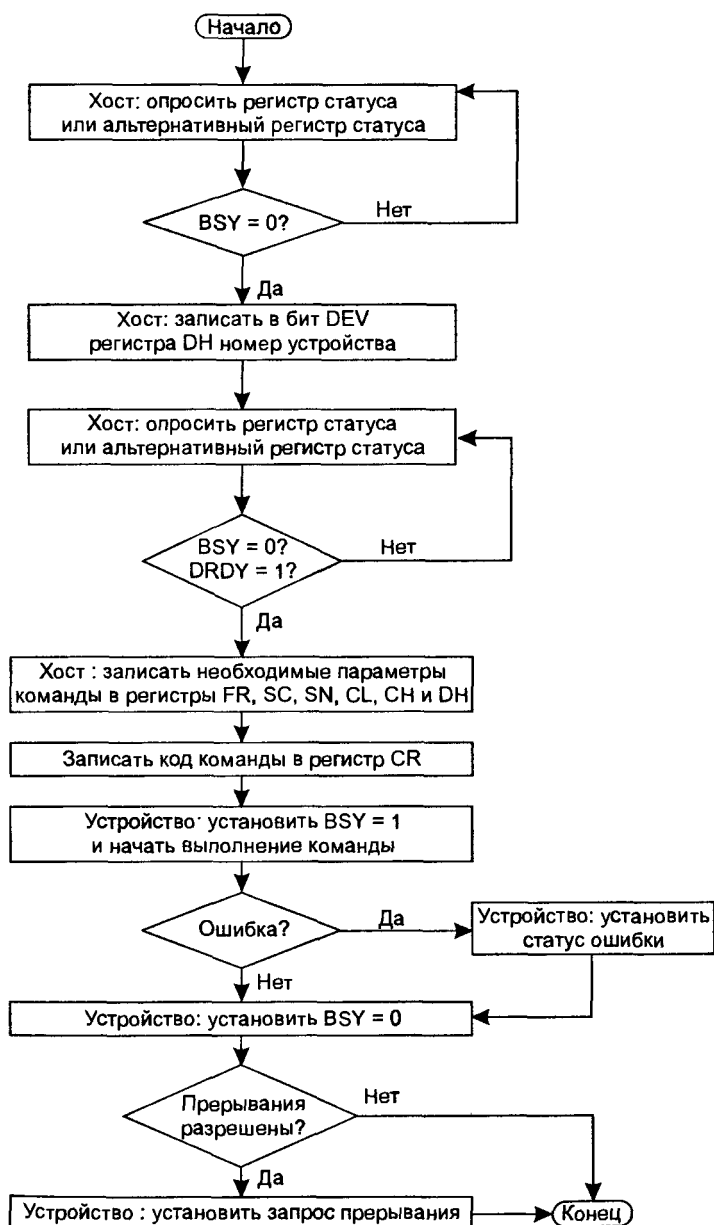 Начало
Хост: опросить регистр статуса
или альтернативный регистр статуса
BSY = 0?
Нет
Да
Хост: записать в бит DEV
регистра DH номер устройства
Хост: опросить регистр статуса
или альтернативный регистр статуса
BSY = 0?
DRDY = 1?
Нет
Да
Хост : записать необходимые параметры
команды в регистры FR, SC, SN, CL, CH и DH
Записать код команды в регистр CR
Устройство: установить BSY = 1
и начать выполнение команды
Ошибка?
Да
Устройство: установить
статус ошибки
Нет
Устройство: установить BSY = 0
Прерывания
разрешены?
Нет
Да
Устройство : установить запрос прерывания
Конец